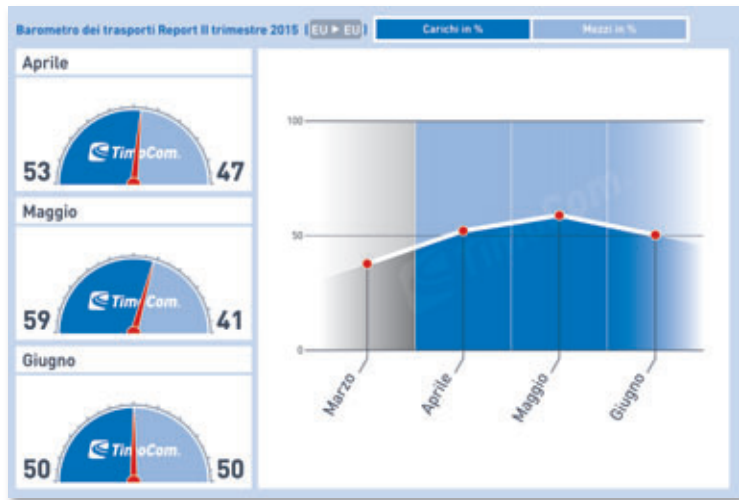 Barometro dei trasporti Report II trimestre 2015 ( EU ▸ EU )
Carichi in %
Mezzi in %
Aprile
TimoCom.
53
47
Maggio
TimoCom.
59
41
Giugno
TimoCom.
50
50
100
50
0
TimoCom.
Marzo
Aprile
Maggio
Giugno